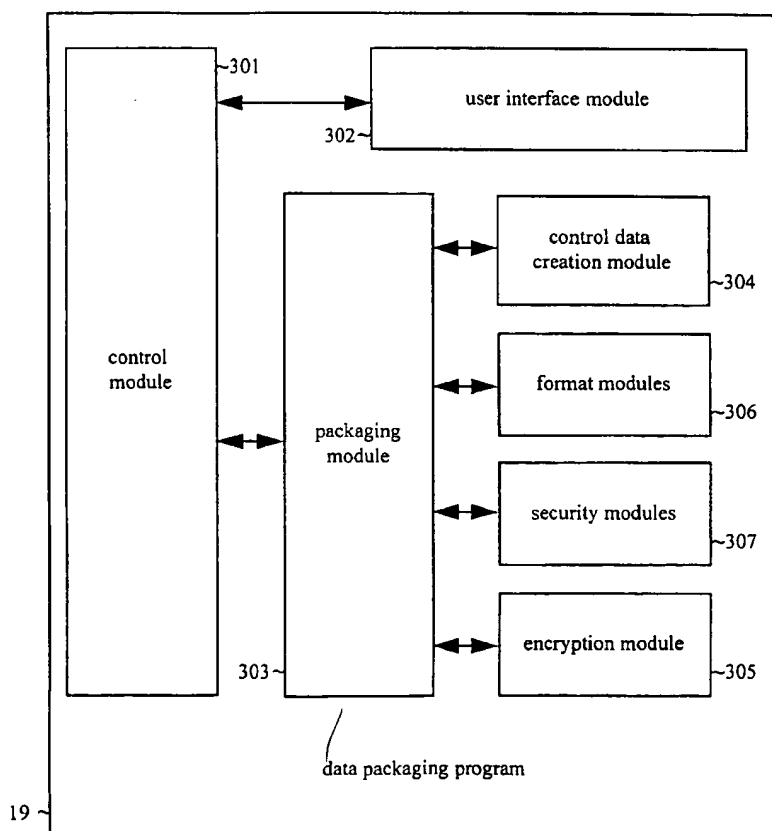 ~301
user interface module
302~
control data
creation module
~304
control
module
format modules
~306
packaging
module
security modules
~307
encryption module
303~
~305
data packaging program
19~